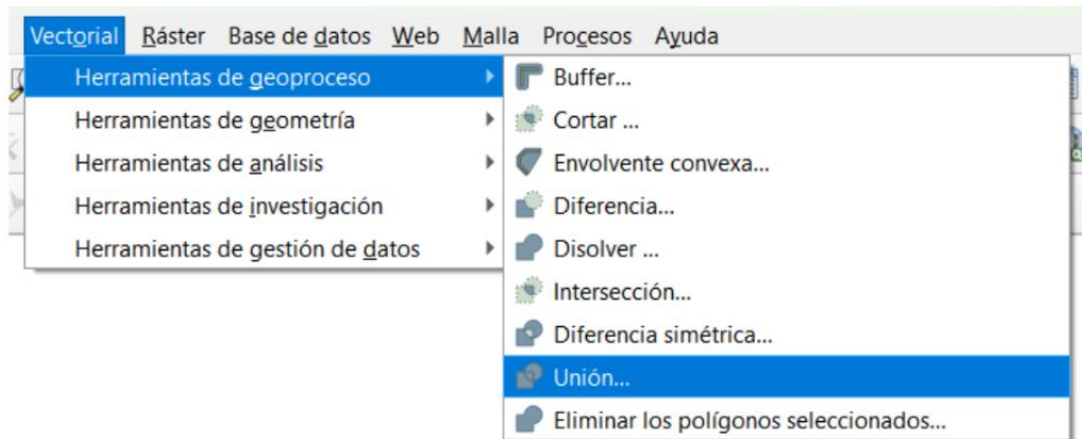 Vectorial Ráster Base de datos Web Malla Procesos Ayuda
Herramientas de geoproceso
Herramientas de geometría
Herramientas de análisis
Herramientas de investigación
Herramientas de gestión de datos
Buffer...
Cortar ...
Envolvente convexa...
Diferencia...
Disolver ...
Intersección...
Diferencia simétrica...
Unión...
Eliminar los polígonos seleccionados...